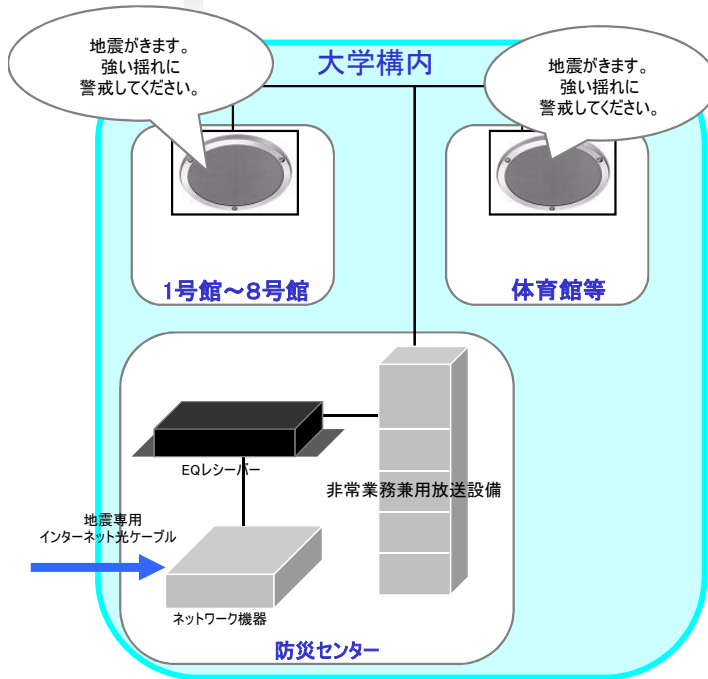 地震がきます。
強い揺れに
警戒してください。
大学構内
地震がきます。
強い揺れに
警戒してください。
1号館～8号館
体育館等
EQレシーバー
非常業務兼用放送設備
地震専用
インターネット光ケーブル
ネットワーク機器
防災センター